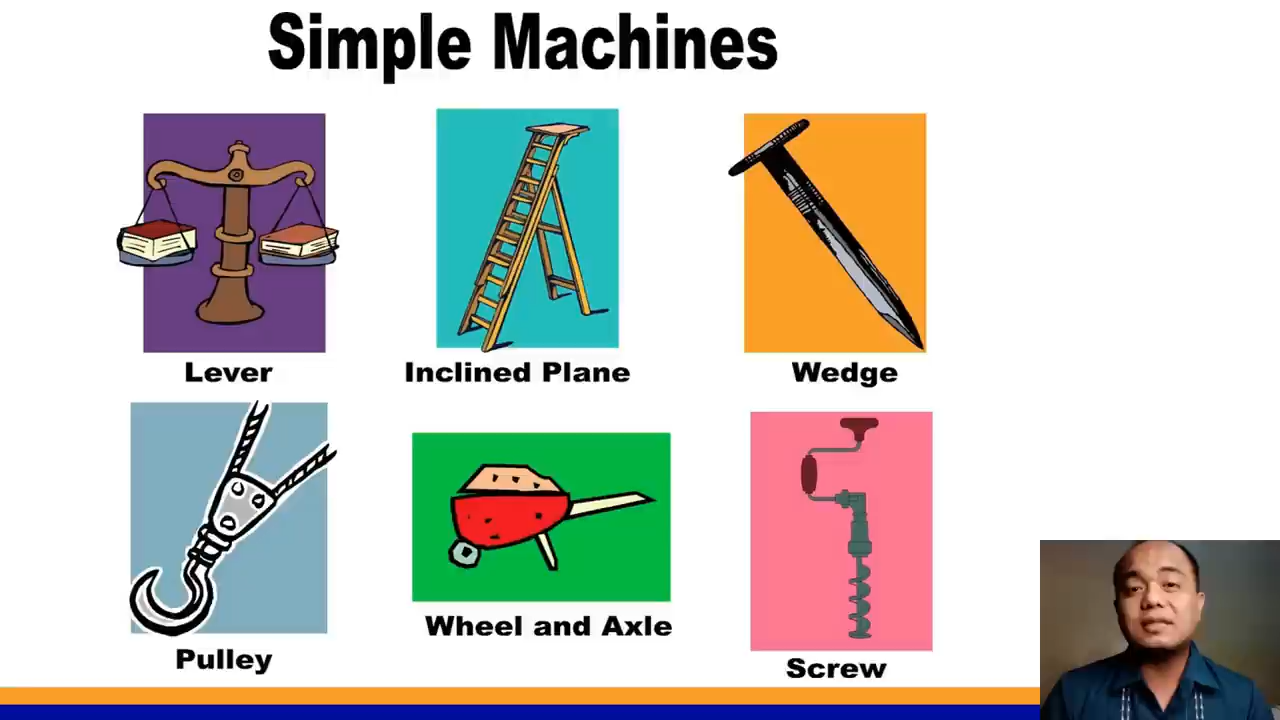 Simple Machines
Lever
Inclined Plane
Wedge
Pulley
Wheel and Axle
Screw